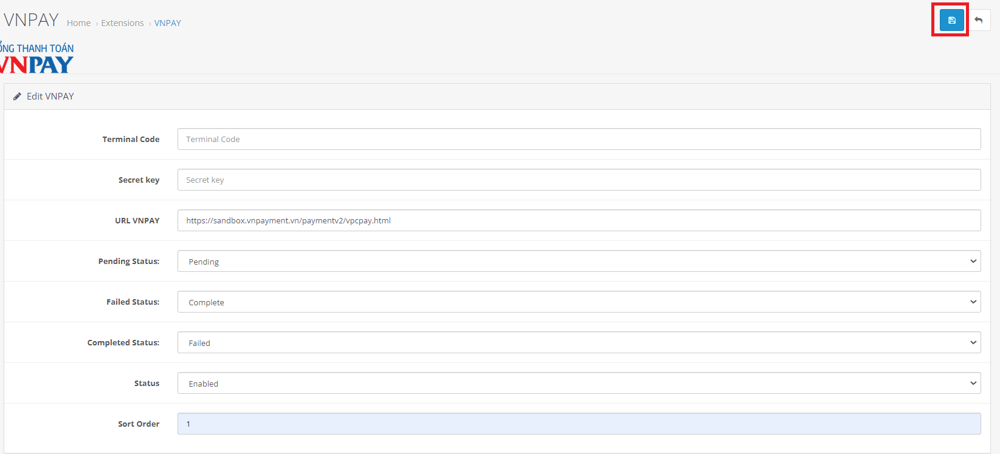 VNPAY Home › Extensions › VNPAY
ỔNG THANH TOÁN
VNPAY
Edit VNPAY
Terminal Code Terminal Code
Secret key Secret key
URL VNPAY https://sandbox.vnpayment.vn/paymentv2/vpcpay.html
Pending Status: Pending
Failed Status: Complete
Completed Status: Failed
Status Enabled
Sort Order 1